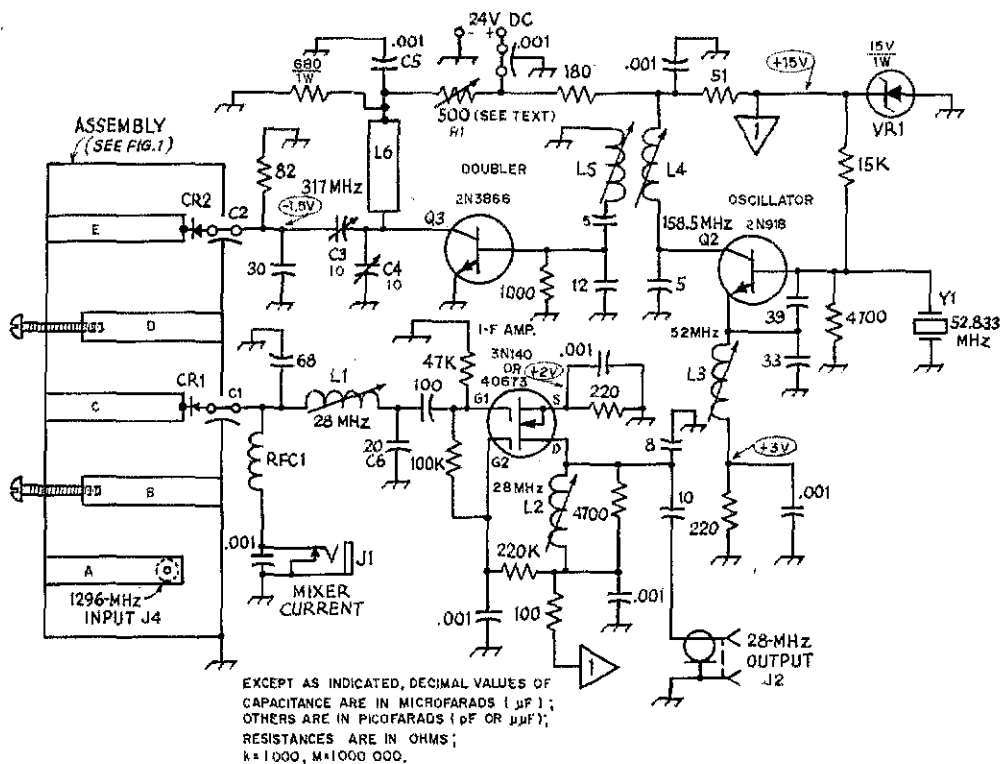 24V DC
- +
.001
C5
.001
680
1W
500 (SEE TEXT)
R1
180
.001
51
+15V
15V
1W
VR1
1
15K
ASSEMBLY
(SEE FIG.1)
82
L6
317 MHz
DOUBLER
2N3866
Q3
L5
L4
5
158.5MHz
OSCILLATOR
2N918
Q2
CR2
C2
-1.5V
E
30
C3
10
C4
10
1000
12
5
33
4700
Y1
52.833
MHz
D
68
I-F AMP.
3N140
OR
40673
47K
+2V
.001
220
52MHz
L3
33
CR1
C1
C
L1
28 MHz
100
G1
S
G2
D
20
C6
100K
RFC1
8
+3V
B
28MHz
L2
4700
10
220
.001
.001
J1
MIXER
CURRENT
220K
A
1296-MHz
INPUT J4
.001
100
.001
1
28-MHz
OUTPUT
J2
EXCEPT AS INDICATED, DECIMAL VALUES OF
CAPACITANCE ARE IN MICROFARADS ( µF ) ;
OTHERS ARE IN PICOFARADS ( pF OR µµF);
RESISTANCES ARE IN OHMS ;
k=1000, M=1000 000.